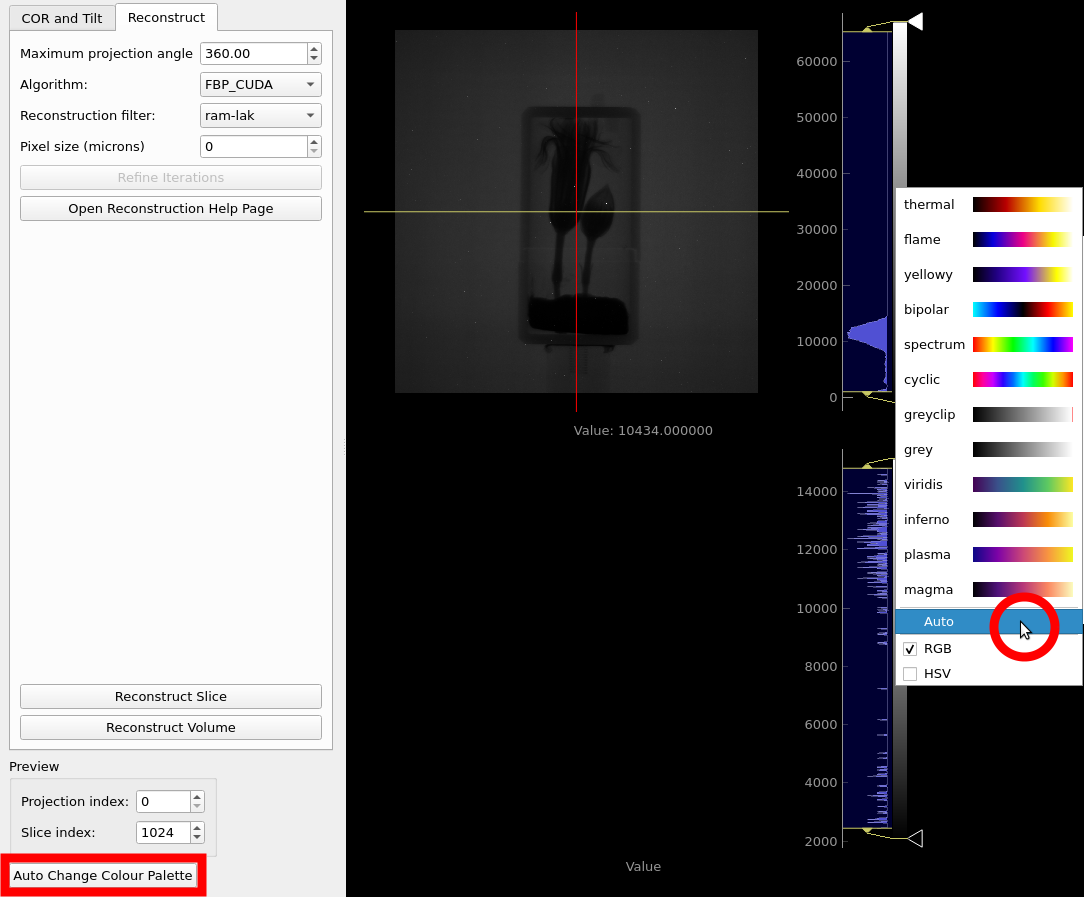 COR and Tilt
Reconstruct
Maximum projection angle 360.00
Algorithm: FBP_CUDA
Reconstruction filter: ram-lak
Pixel size (microns) 0
Refine Iterations
Open Reconstruction Help Page
Reconstruct Slice
Reconstruct Volume
Preview
Projection index: 0
Slice index: 1024
Auto Change Colour Palette
60000
50000
40000
30000
20000
10000
0
Value: 10434.000000
14000
12000
10000
8000
6000
4000
2000
Value
thermal
flame
yellowy
bipolar
spectrum
cyclic
greyclip
grey
viridis
inferno
plasma
magma
Auto
RGB
HSV